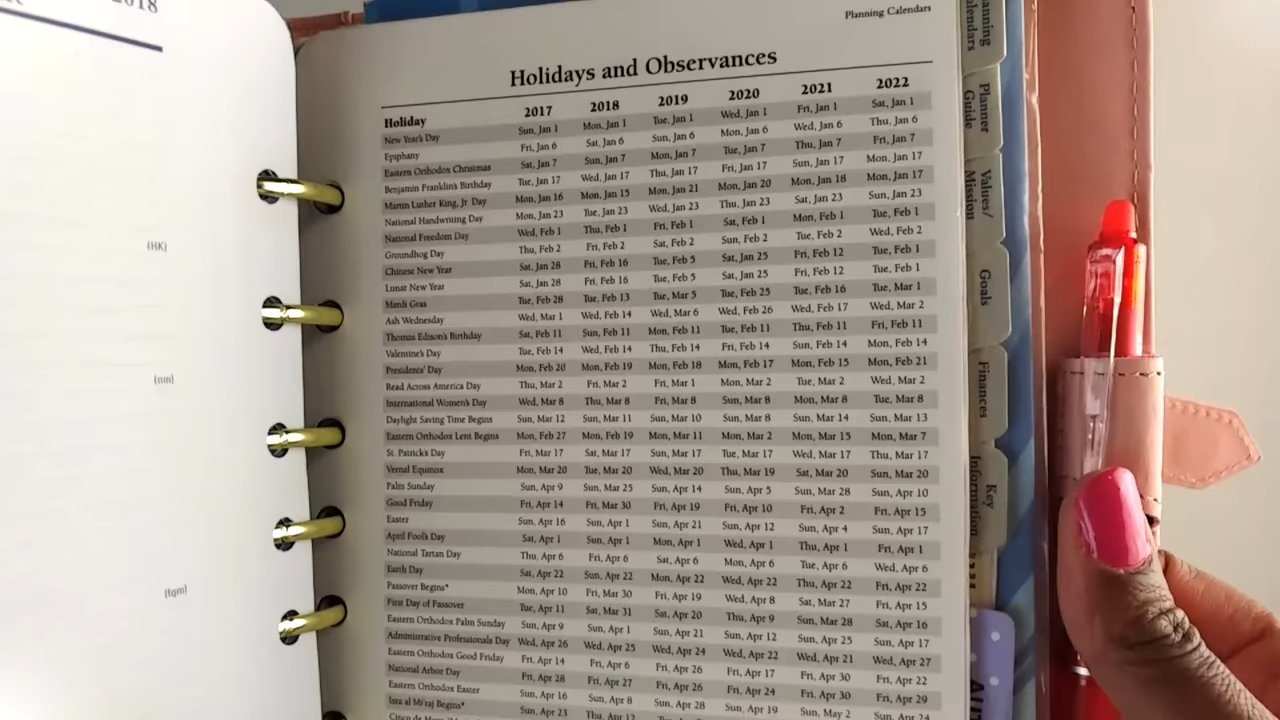 2018
(HK)
(nm)
(fqm)
Planning Calendars
Holidays and Observances
Holiday 2017 2018 2019 2020 2021 2022
New Year's Day Sun, Jan 1 Mon, Jan 1 Tue, Jan 1 Wed, Jan 1 Fri, Jan 1 Sat, Jan 1
Epiphany Fri, Jan 6 Sat, Jan 6 Sun, Jan 6 Mon, Jan 6 Wed, Jan 6 Thu, Jan 6
Eastern Orthodox Christmas Sat, Jan 7 Sun, Jan 7 Mon, Jan 7 Tue, Jan 7 Thu, Jan 7 Fri, Jan 7
Benjamin Franklin's Birthday Tue, Jan 17 Wed, Jan 17 Thu, Jan 17 Fri, Jan 17 Sun, Jan 17 Mon, Jan 17
Martin Luther King, Jr. Day Mon, Jan 16 Mon, Jan 15 Mon, Jan 21 Mon, Jan 20 Mon, Jan 18 Mon, Jan 17
National Handwriting Day Mon, Jan 23 Tue, Jan 23 Wed, Jan 23 Thu, Jan 23 Sat, Jan 23 Sun, Jan 23
National Freedom Day Wed, Feb 1 Thu, Feb 1 Fri, Feb 1 Sat, Feb 1 Mon, Feb 1 Tue, Feb 1
Groundhog Day Thu, Feb 2 Fri, Feb 2 Sat, Feb 2 Sun, Feb 2 Tue, Feb 2 Wed, Feb 2
Chinese New Year Sat, Jan 28 Fri, Feb 16 Tue, Feb 5 Sat, Jan 25 Fri, Feb 12 Tue, Feb 1
Lunar New Year Sat, Jan 28 Fri, Feb 16 Tue, Feb 5 Sat, Jan 25 Fri, Feb 12 Tue, Feb 1
Mardi Gras Tue, Feb 28 Tue, Feb 13 Tue, Mar 5 Tue, Feb 25 Tue, Feb 16 Tue, Mar 1
Ash Wednesday Wed, Mar 1 Wed, Feb 14 Wed, Mar 6 Wed, Feb 26 Wed, Feb 17 Wed, Mar 2
Thomas Edison's Birthday Sat, Feb 11 Sun, Feb 11 Mon, Feb 11 Tue, Feb 11 Thu, Feb 11 Fri, Feb 11
Valentine's Day Tue, Feb 14 Wed, Feb 14 Thu, Feb 14 Fri, Feb 14 Sun, Feb 14 Mon, Feb 14
Presidents' Day Mon, Feb 20 Mon, Feb 19 Mon, Feb 18 Mon, Feb 17 Mon, Feb 15 Mon, Feb 21
Read Across America Day Thu, Mar 2 Fri, Mar 2 Fri, Mar 1 Mon, Mar 2 Tue, Mar 2 Wed, Mar 2
International Women's Day Wed, Mar 8 Thu, Mar 8 Fri, Mar 8 Sun, Mar 8 Mon, Mar 8 Tue, Mar 8
Daylight Saving Time Begins Sun, Mar 12 Sun, Mar 11 Sun, Mar 10 Sun, Mar 8 Sun, Mar 14 Sun, Mar 13
Eastern Orthodox Lent Begins Mon, Feb 27 Mon, Feb 19 Mon, Mar 11 Mon, Mar 2 Mon, Mar 15 Mon, Mar 7
St. Patrick's Day Fri, Mar 17 Sat, Mar 17 Sun, Mar 17 Tue, Mar 17 Wed, Mar 17 Thu, Mar 17
Vernal Equinox Mon, Mar 20 Tue, Mar 20 Wed, Mar 20 Thu, Mar 19 Sat, Mar 20 Sun, Mar 20
Palm Sunday Sun, Apr 9 Sun, Mar 25 Sun, Apr 14 Sun, Apr 5 Sun, Mar 28 Sun, Apr 10
Good Friday Fri, Apr 14 Fri, Mar 30 Fri, Apr 19 Fri, Apr 10 Fri, Apr 2 Fri, Apr 15
Easter Sun, Apr 16 Sun, Apr 1 Sun, Apr 21 Sun, Apr 12 Sun, Apr 4 Sun, Apr 17
April Fool's Day Sat, Apr 1 Sun, Apr 1 Mon, Apr 1 Wed, Apr 1 Thu, Apr 1 Fri, Apr 1
National Tartan Day Thu, Apr 6 Fri, Apr 6 Sat, Apr 6 Mon, Apr 6 Tue, Apr 6 Wed, Apr 6
Earth Day Sat, Apr 22 Sun, Apr 22 Mon, Apr 22 Wed, Apr 22 Thu, Apr 22 Fri, Apr 22
Passover Begins* Mon, Apr 10 Fri, Mar 30 Fri, Apr 19 Wed, Apr 8 Sat, Mar 27 Fri, Apr 15
First Day of Passover Tue, Apr 11 Sat, Mar 31 Sat, Apr 20 Thu, Apr 9 Sun, Mar 28 Sat, Apr 16
Eastern Orthodox Palm Sunday Sun, Apr 9 Sun, Apr 1 Sun, Apr 21 Sun, Apr 12 Sun, Apr 25 Sun, Apr 17
Administrative Professionals Day Wed, Apr 26 Wed, Apr 25 Wed, Apr 24 Wed, Apr 22 Wed, Apr 21 Wed, Apr 27
Eastern Orthodox Good Friday Fri, Apr 14 Fri, Apr 6 Fri, Apr 26 Fri, Apr 17 Fri, Apr 30 Fri, Apr 22
National Arbor Day Fri, Apr 28 Fri, Apr 27 Fri, Apr 26 Fri, Apr 24 Fri, Apr 30 Fri, Apr 29
Eastern Orthodox Easter Sun, Apr 16 Sun, Apr 8 Sun, Apr 28 Sun, Apr 19 Sun, May 2 Sun, Apr 24
Isra al Mi'raj Begins* Sun, Apr 23 Thu, Apr 12
Planner
Guide
Values/
Mission
Goals
Finances
Key
Information